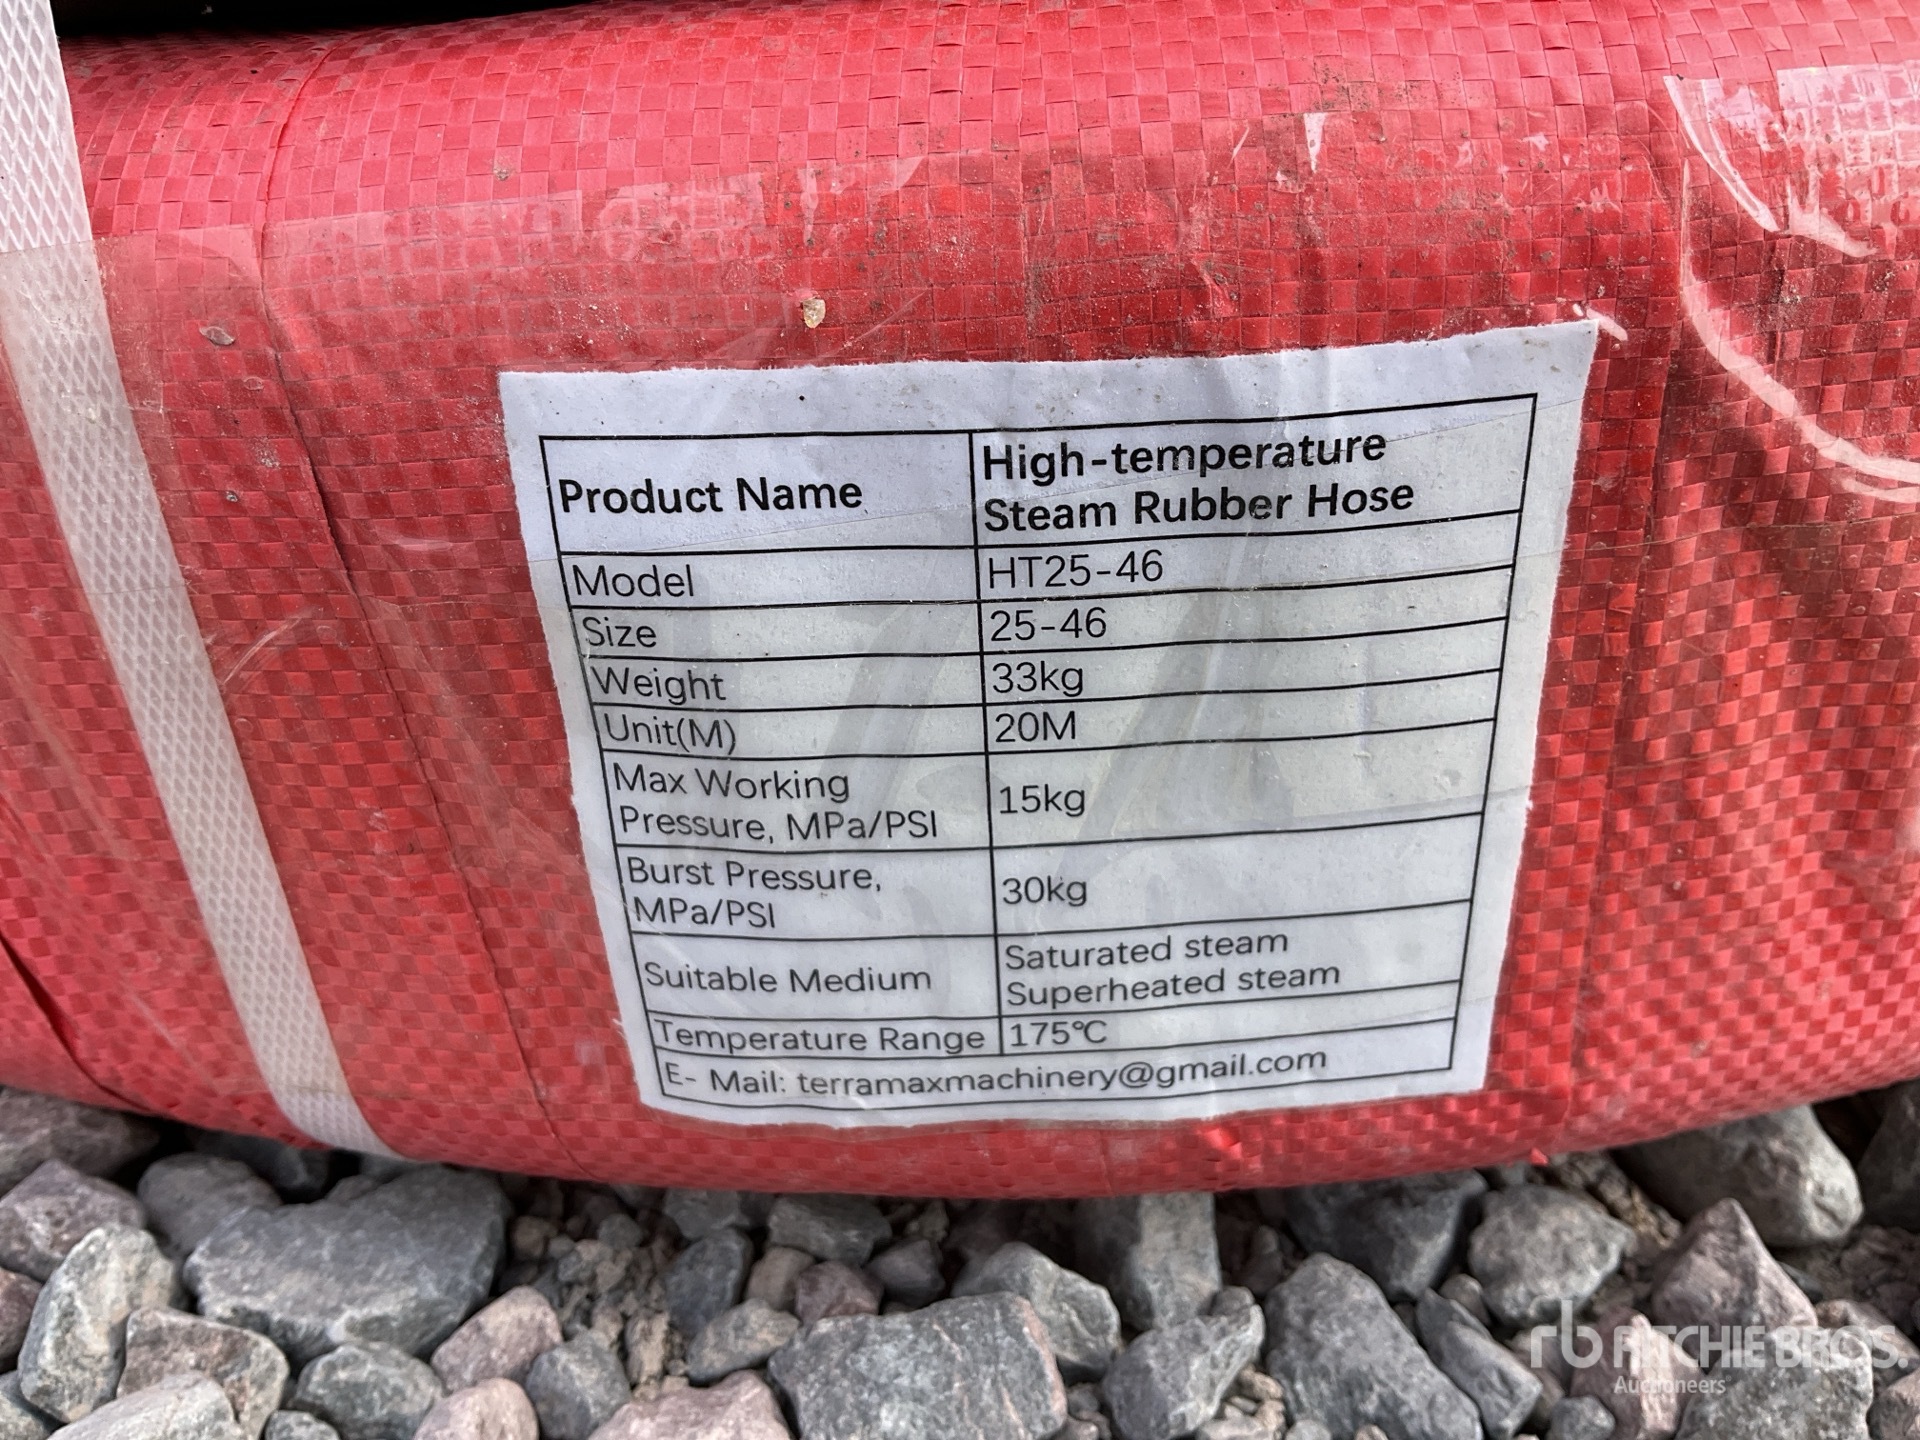 Product Name
High-temperature
Steam Rubber Hose
Model
HT25-46
Size
25-46
Weight
33kg
Unit(M)
20M
Max Working
Pressure, MPa/PSI
15kg
Burst Pressure,
MPa/PSI
30kg
Suitable Medium
Saturated steam
Superheated steam
Temperature Range
175℃
E- Mail: terramaxmachinery@gmail.com
rb RITCHIE BROS.
Auctioneers